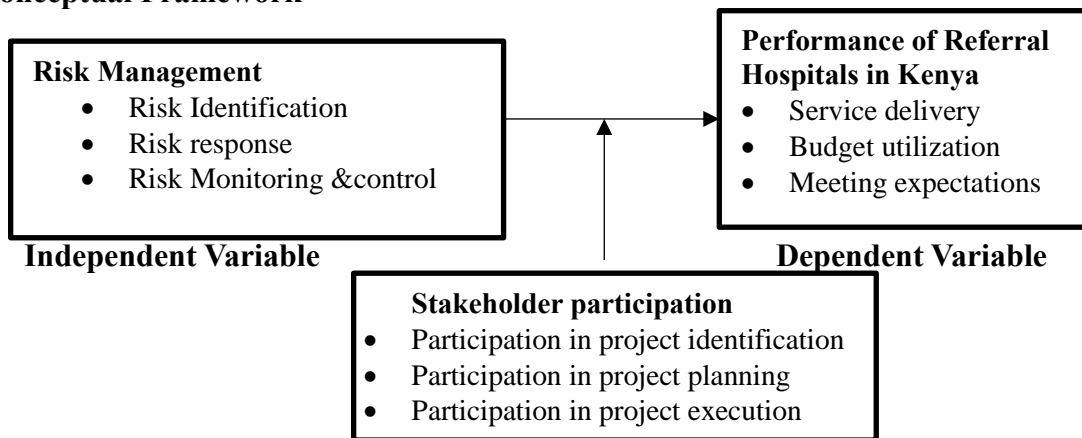 onceptual Framework
Risk Management
• Risk Identification
• Risk response
• Risk Monitoring &control
Independent Variable
Performance of Referral
Hospitals in Kenya
• Service delivery
• Budget utilization
• Meeting expectations
Dependent Variable
Stakeholder participation
• Participation in project identification
• Participation in project planning
• Participation in project execution